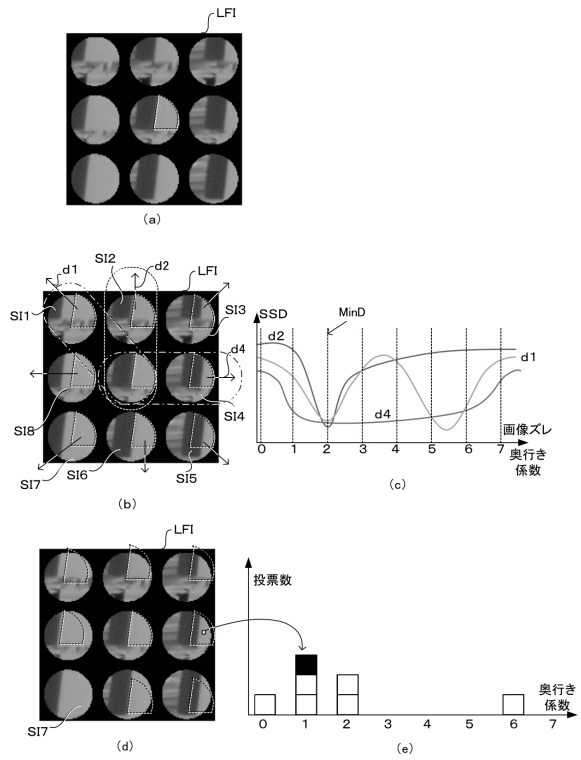 LFI
(a)
d1
SI2
d2
LFI
SI1
SI3
d4
SI8
SI4
SI7
SI6
SI5
(b)
SSD
MinD
d2
d1
d4
画像ズレ
0 1 2 3 4 5 6 7
奥行き
係数
(c)
LFI
SI7
(d)
投票数
奥行き
係数
0 1 2 3 4 5 6 7
(e)